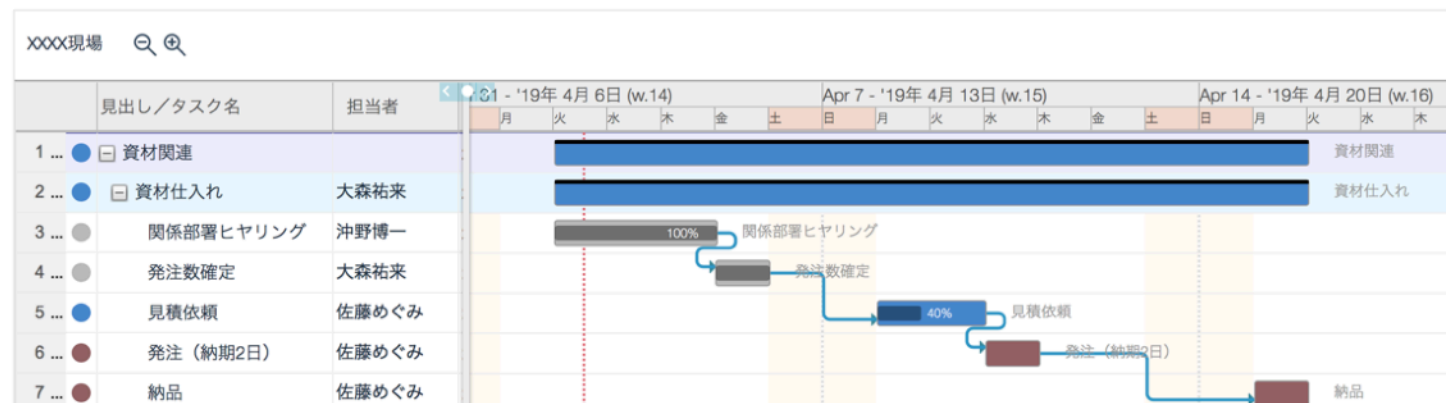 XXXX現場
見出し／タスク名 担当者 31 - '19年 4月 6日 (w.14) Apr 7 - '19年 4月 13日 (w.15) Apr 14 - '19年 4月 20日 (w.16)
月 火 水 木 金 土 日 月 火 水 木 金 土 日 月 火 水 木
1 ... 資材関連 資材関連
2 ... 資材仕入れ 大森祐来 資材仕入れ
3 ... 関係部署ヒヤリング 沖野博一 100% 関係部署ヒヤリング
4 ... 発注数確定 大森祐来 発注数確定
5 ... 見積依頼 佐藤めぐみ 40% 見積依頼
6 ... 発注（納期2日） 佐藤めぐみ 発注（納期2日）
7 ... 納品 佐藤めぐみ 納品